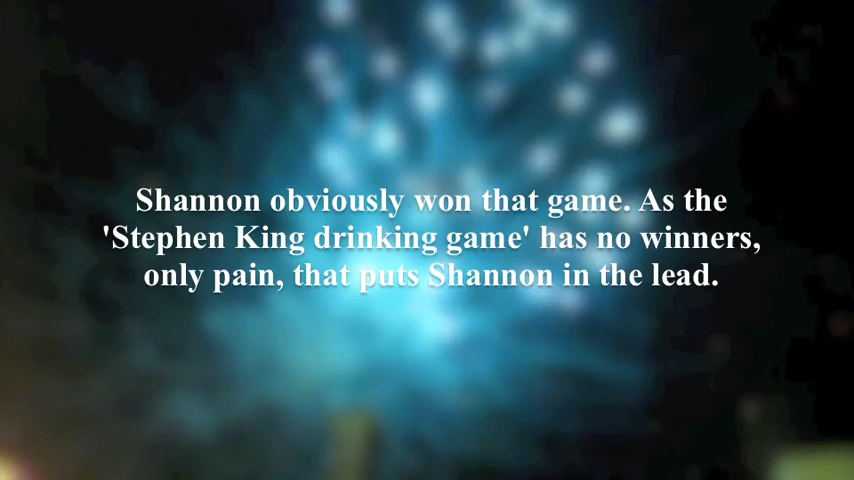 Shannon obviously won that game. As the
'Stephen King drinking game' has no winners,
only pain, that puts Shannon in the lead.